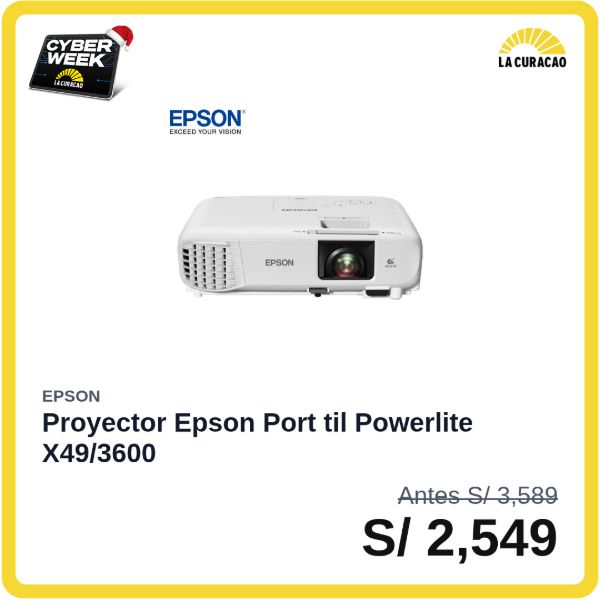 CYBER
WEEK
LA CURACAO
LA CURACAO
EPSON®
EXCEED YOUR VISION
EPSON
EPSON
EPSON
Proyector Epson Port til Powerlite
X49/3600
Antes S/ 3,589
S/ 2,549